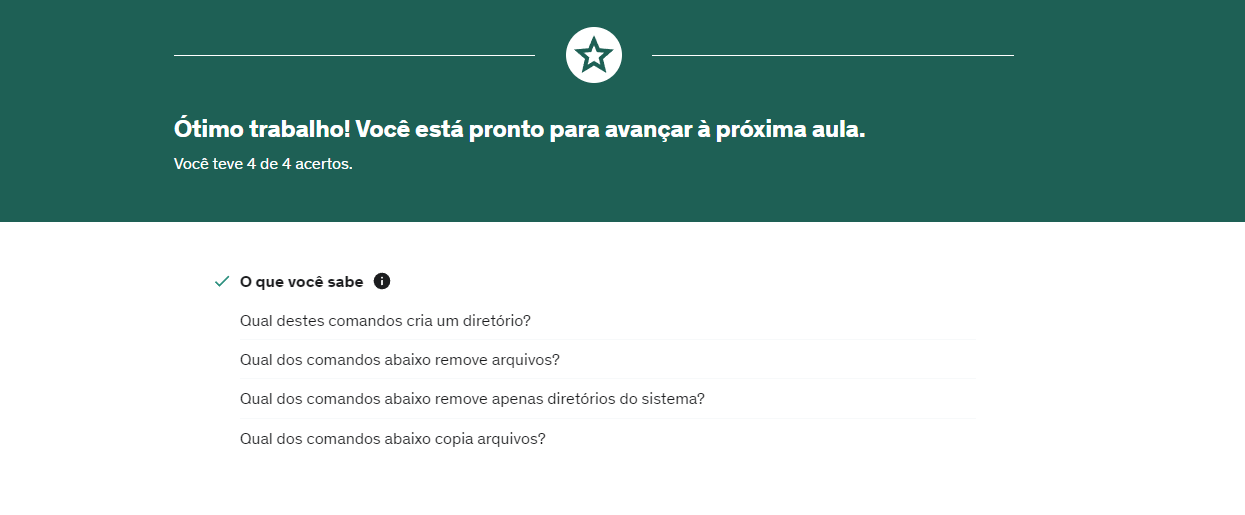 Ótimo trabalho! Você está pronto para avançar à próxima aula.
Você teve 4 de 4 acertos.
O que você sabe
Qual destes comandos cria um diretório?
Qual dos comandos abaixo remove arquivos?
Qual dos comandos abaixo remove apenas diretórios do sistema?
Qual dos comandos abaixo copia arquivos?